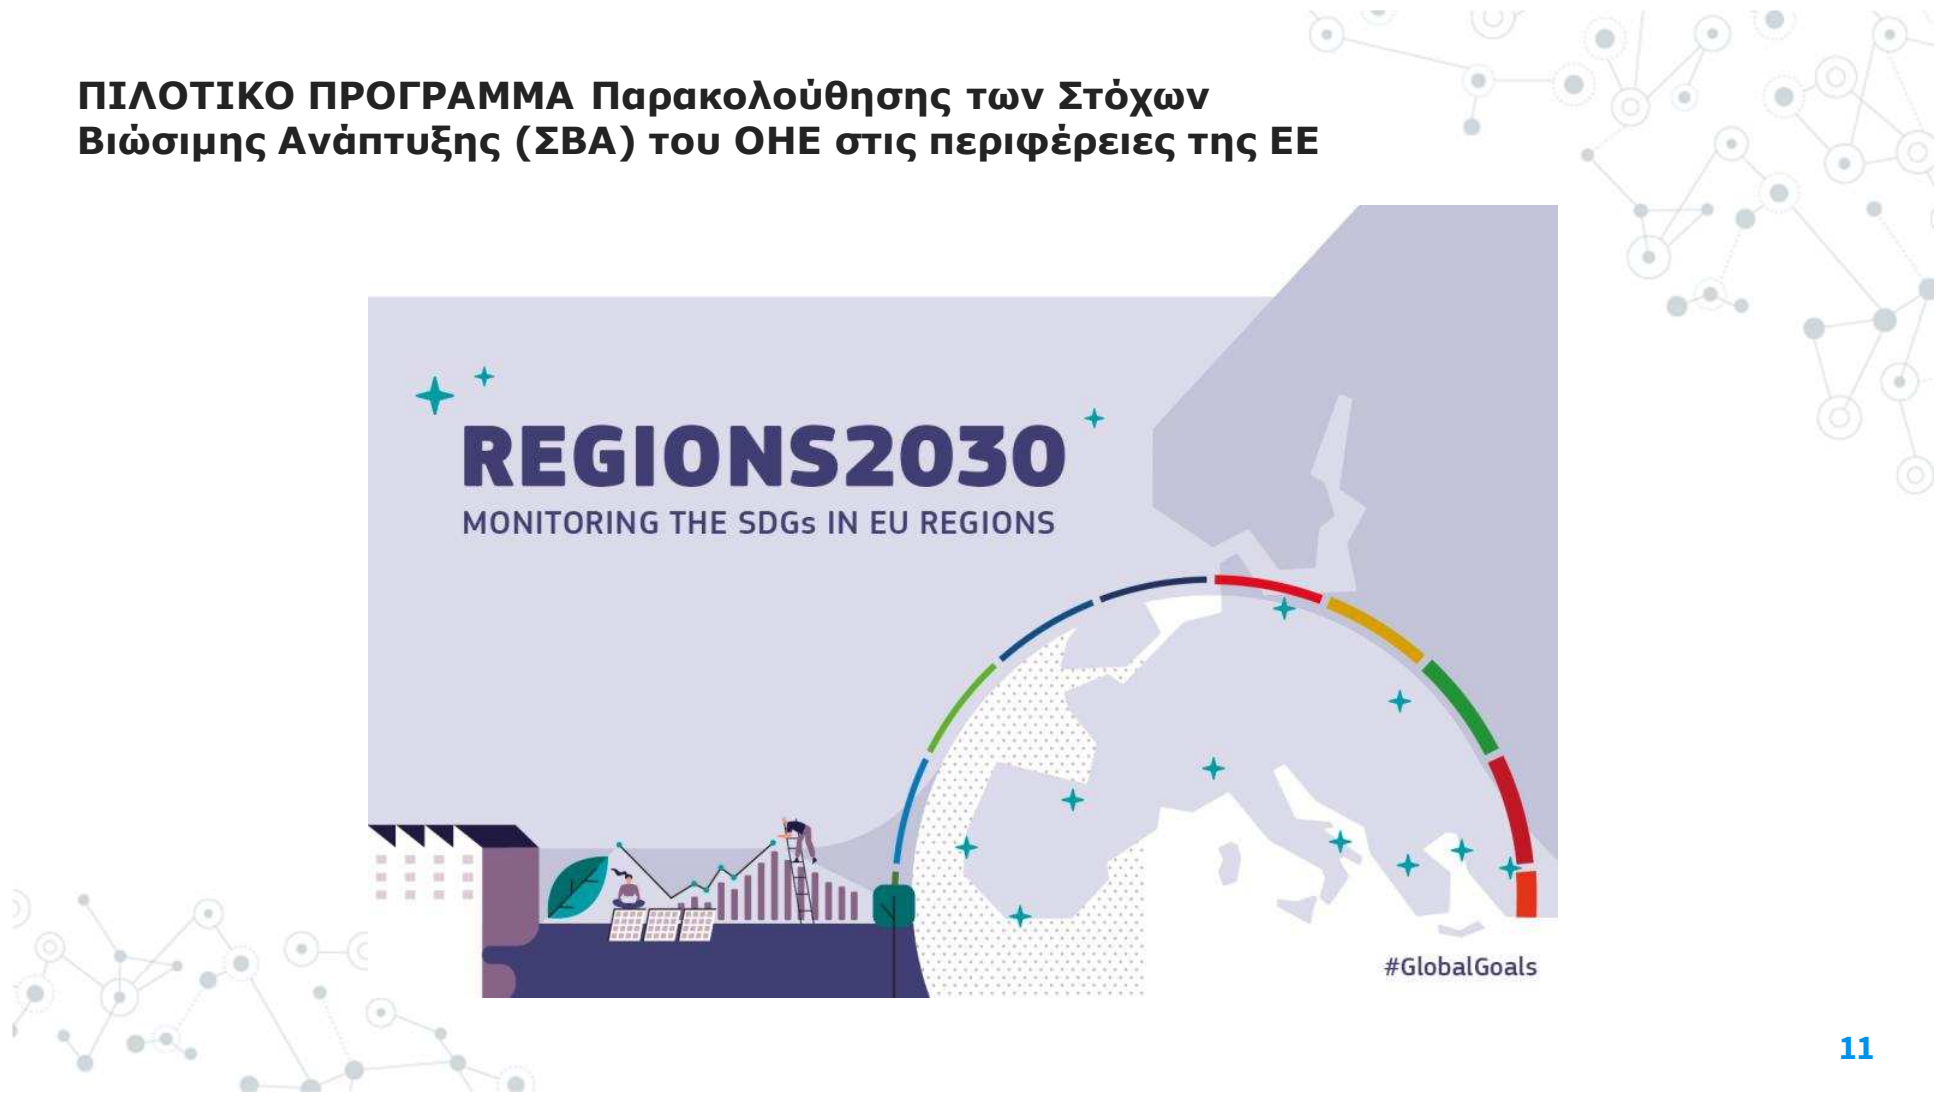 ΠΙΛΟΤΙΚΟ ΠΡΟΓΡΑΜΜΑ Παρακολούθησης των Στόχων
Βιώσιμης Ανάπτυξης (ΣΒΑ) του ΟΗΕ στις περιφέρειες της ΕΕ
REGIONS2030
MONITORING THE SDGs IN EU REGIONS
#GlobalGoals
11